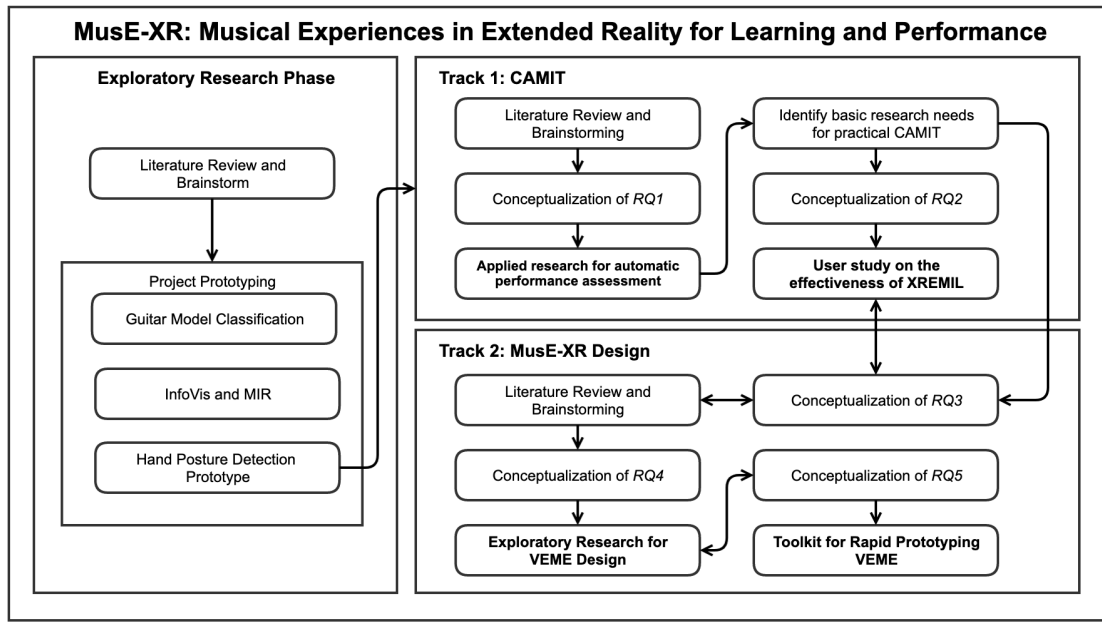 MusE-XR: Musical Experiences in Extended Reality for Learning and Performance
Exploratory Research Phase
Literature Review and
Brainstorm
Project Prototyping
Guitar Model Classification
InfoVis and MIR
Hand Posture Detection
Prototype
Track 1: CAMIT
Literature Review and
Brainstorming
Conceptualization of RQ1
Applied research for automatic
performance assessment
Identify basic research needs
for practical CAMIT
Conceptualization of RQ2
User study on the
effectiveness of XREMIL
Track 2: MusE-XR Design
Literature Review and
Brainstorming
Conceptualization of RQ3
Conceptualization of RQ4
Exploratory Research for
VEME Design
Conceptualization of RQ5
Toolkit for Rapid Prototyping
VEME